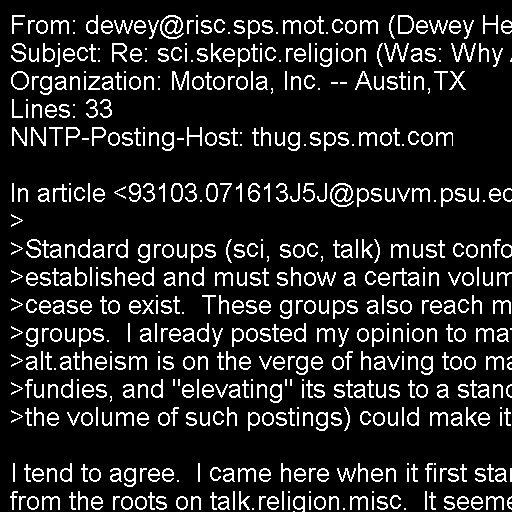 From: dewey@risc.sps.mot.com (Dewey He
Subject: Re: sci.skeptic.religion (Was: Why
Organization: Motorola, Inc. -- Austin,TX
Lines: 33
NNTP-Posting-Host: thug.sps.mot.com

In article <93103.071613J5J@psuvm.psu.ed
>
>Standard groups (sci, soc, talk) must confo
>established and must show a certain volum
>cease to exist.  These groups also reach m
>groups.  I already posted my opinion to mat
>alt.atheism is on the verge of having too ma
>fundies, and "elevating" its status to a stand
>the volume of such postings) could make it

I tend to agree.  I came here when it first star
from the roots on talk.religion.misc.  It seeme